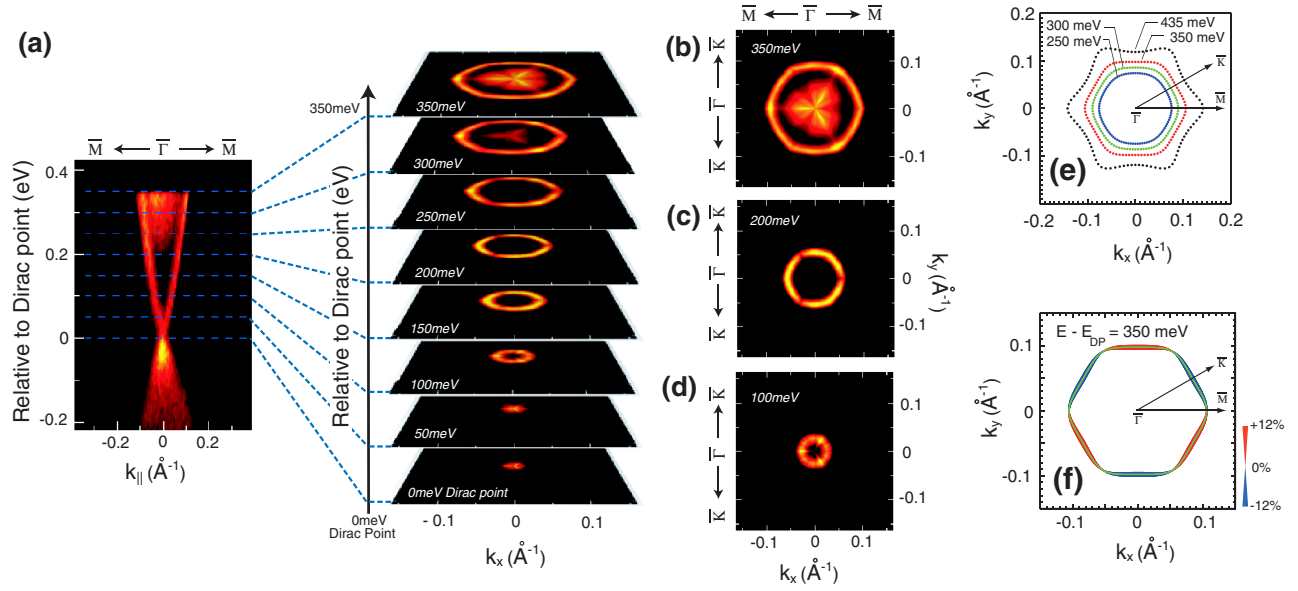 (a)
M̅ ← Γ̅ → M̅
Relative to Dirac point (eV)
0.4
0.2
0
-0.2
-0.2 0 0.2
k|| (Å⁻¹)
350meV
Relative to Dirac point (eV)
0meV
Dirac Point
350meV
300meV
250meV
200meV
150meV
100meV
50meV
0meV Dirac point
- 0.1 0 0.1
kx (Å⁻¹)
M̅ ← Γ̅ → M̅
(b)
350meV
K̅ ← Γ̅ → K̅
0.1
0
-0.1
ky (Å⁻¹)
(c)
200meV
K̅ ← Γ̅ → K̅
0.1
0
-0.1
ky (Å⁻¹)
(d)
100meV
K̅ ← Γ̅ → K̅
0.1
0
-0.1
-0.1 0 0.1
kx (Å⁻¹)
0.2
0.1
0
-0.1
ky (Å⁻¹)
300 meV
250 meV
435 meV
350 meV
K̅
M̅
Γ̅
(e)
-0.2 -0.1 0 0.1 0.2
kx (Å⁻¹)
E - EDP = 350 meV
0.1
0
-0.1
ky (Å⁻¹)
K̅
M̅
Γ̅
(f)
+12%
0%
-12%
-0.1 0 0.1
kx (Å⁻¹)